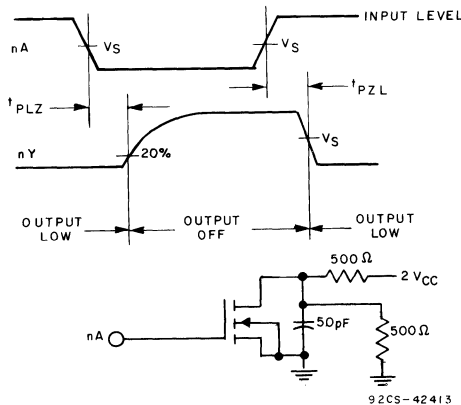 INPUT LEVEL
nA
VS
VS
tPLZ
tPZL
VS
nY
20%
OUTPUT LOW
OUTPUT OFF
OUTPUT LOW
500Ω
2 VCC
nA
50pF
500Ω
92CS-42413